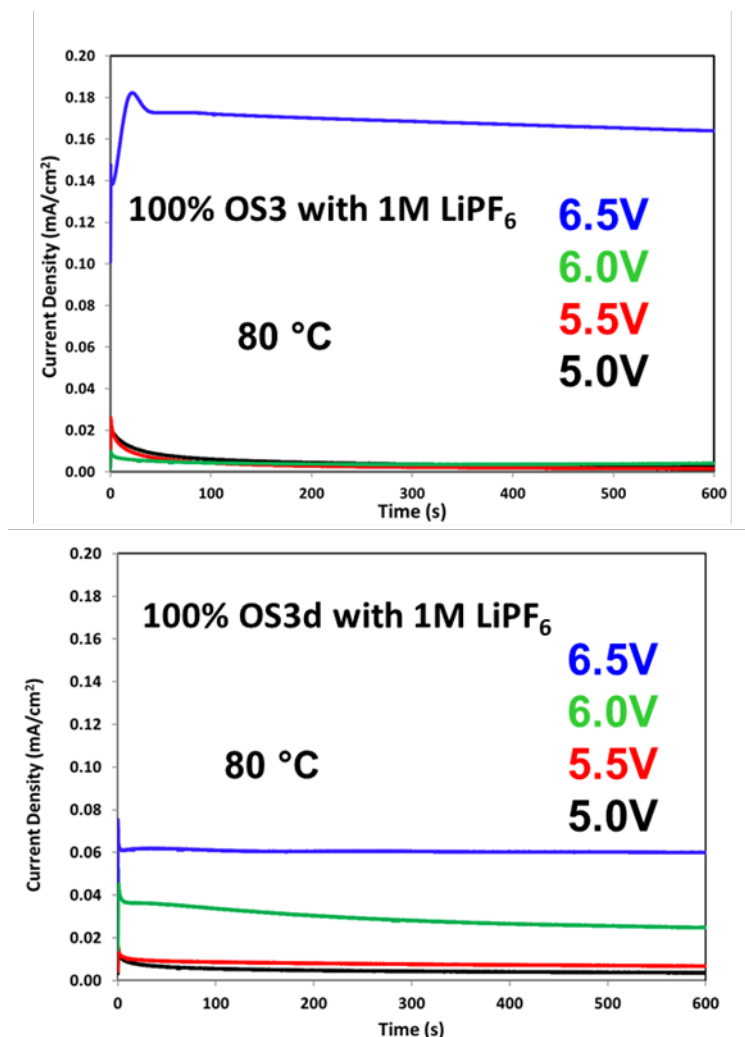 0.20
0.18
0.16
0.14
0.12
0.10
0.08
0.06
0.04
0.02
0.00
Current Density (mA/cm²)
100% OS3 with 1M LiPF₆
80 °C
6.5V
6.0V
5.5V
5.0V
0 100 200 300 400 500 600
Time (s)
0.20
0.18
0.16
0.14
0.12
0.10
0.08
0.06
0.04
0.02
0.00
Current Density (mA/cm²)
100% OS3d with 1M LiPF₆
80 °C
6.5V
6.0V
5.5V
5.0V
0 100 200 300 400 500 600
Time (s)